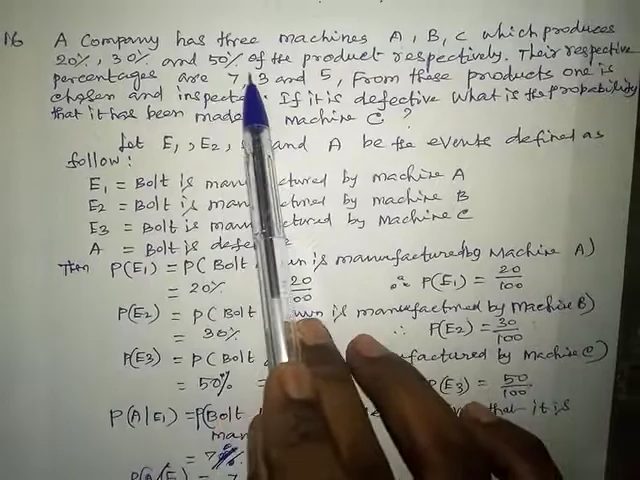 16 A Company has three machines A, B, C which produces
20%, 30% and 50% of the product respectively. Their respective
percentages are 7, 3 and 5, From these products one is
chosen and inspecte If it is defective what is the probability
that it has been made machine C ?
Let E1, E2, and A be the events defined as
follow:
E1 = Bolt is manufactured by machine A
E2 = Bolt is manufactured by machine B
E3 = Bolt is manufactured by machine C
A = Bolt is defe
Then P(E1) = P( Bolt is manufactured by Machine A)
= 20% 20/100 ∴ P(E1) = 20/100
P(E2) = P( Bolt is manufactured by Machine B)
= 30% ∴ P(E2) = 30/100
P(E3) = P( Bolt manufactured by Machine C)
= 50% = P(E3) = 50/100
P(A|E1) = P(Bolt that it is
man
= 7
P(A/E = 7